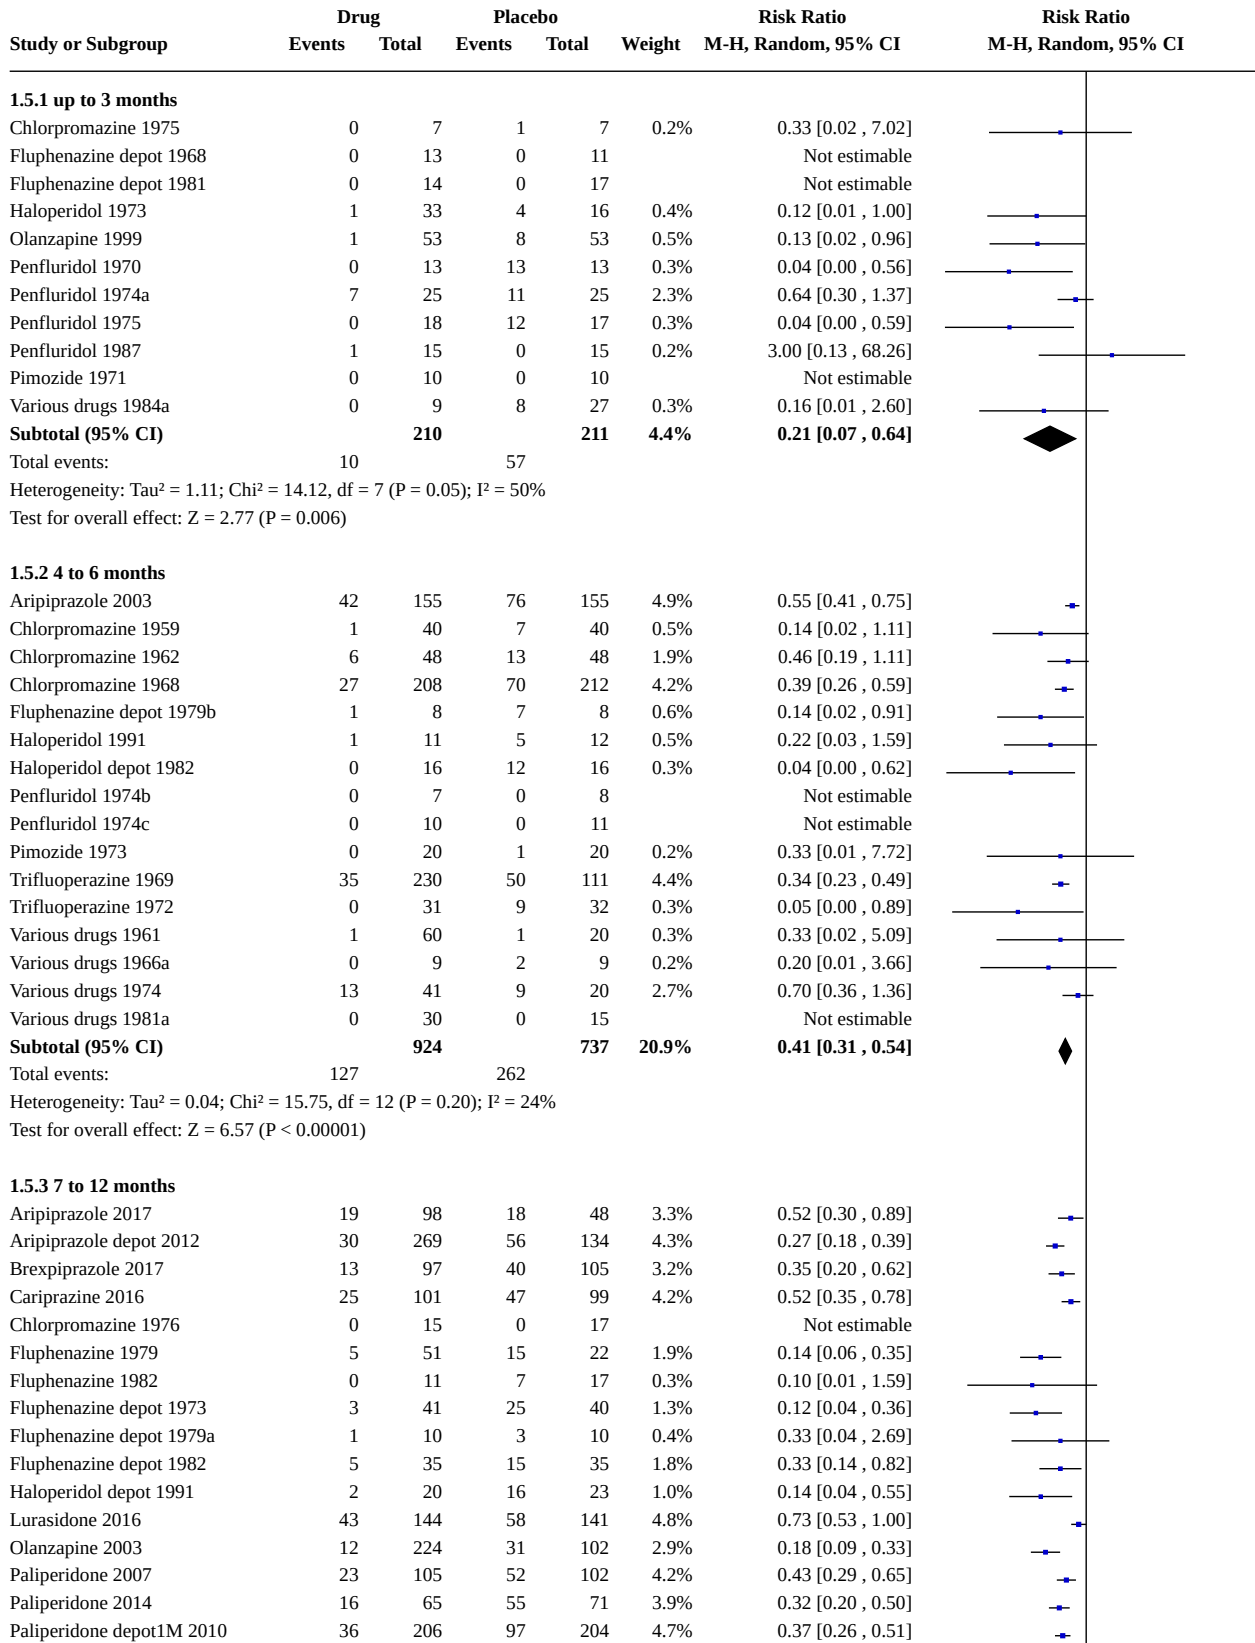 Drug Placebo Risk Ratio Risk Ratio
Study or Subgroup Events Total Events Total Weight M-H, Random, 95% CI M-H, Random, 95% CI
1.5.1 up to 3 months
Chlorpromazine 1975 0 7 1 7 0.2% 0.33 [0.02 , 7.02]
Fluphenazine depot 1968 0 13 0 11 Not estimable
Fluphenazine depot 1981 0 14 0 17 Not estimable
Haloperidol 1973 1 33 4 16 0.4% 0.12 [0.01 , 1.00]
Olanzapine 1999 1 53 8 53 0.5% 0.13 [0.02 , 0.96]
Penfluridol 1970 0 13 13 13 0.3% 0.04 [0.00 , 0.56]
Penfluridol 1974a 7 25 11 25 2.3% 0.64 [0.30 , 1.37]
Penfluridol 1975 0 18 12 17 0.3% 0.04 [0.00 , 0.59]
Penfluridol 1987 1 15 0 15 0.2% 3.00 [0.13 , 68.26]
Pimozide 1971 0 10 0 10 Not estimable
Various drugs 1984a 0 9 8 27 0.3% 0.16 [0.01 , 2.60]
Subtotal (95% CI) 210 211 4.4% 0.21 [0.07 , 0.64]
Total events: 10 57
Heterogeneity: Tau² = 1.11; Chi² = 14.12, df = 7 (P = 0.05); I² = 50%
Test for overall effect: Z = 2.77 (P = 0.006)
1.5.2 4 to 6 months
Aripiprazole 2003 42 155 76 155 4.9% 0.55 [0.41 , 0.75]
Chlorpromazine 1959 1 40 7 40 0.5% 0.14 [0.02 , 1.11]
Chlorpromazine 1962 6 48 13 48 1.9% 0.46 [0.19 , 1.11]
Chlorpromazine 1968 27 208 70 212 4.2% 0.39 [0.26 , 0.59]
Fluphenazine depot 1979b 1 8 7 8 0.6% 0.14 [0.02 , 0.91]
Haloperidol 1991 1 11 5 12 0.5% 0.22 [0.03 , 1.59]
Haloperidol depot 1982 0 16 12 16 0.3% 0.04 [0.00 , 0.62]
Penfluridol 1974b 0 7 0 8 Not estimable
Penfluridol 1974c 0 10 0 11 Not estimable
Pimozide 1973 0 20 1 20 0.2% 0.33 [0.01 , 7.72]
Trifluoperazine 1969 35 230 50 111 4.4% 0.34 [0.23 , 0.49]
Trifluoperazine 1972 0 31 9 32 0.3% 0.05 [0.00 , 0.89]
Various drugs 1961 1 60 1 20 0.3% 0.33 [0.02 , 5.09]
Various drugs 1966a 0 9 2 9 0.2% 0.20 [0.01 , 3.66]
Various drugs 1974 13 41 9 20 2.7% 0.70 [0.36 , 1.36]
Various drugs 1981a 0 30 0 15 Not estimable
Subtotal (95% CI) 924 737 20.9% 0.41 [0.31 , 0.54]
Total events: 127 262
Heterogeneity: Tau² = 0.04; Chi² = 15.75, df = 12 (P = 0.20); I² = 24%
Test for overall effect: Z = 6.57 (P < 0.00001)
1.5.3 7 to 12 months
Aripiprazole 2017 19 98 18 48 3.3% 0.52 [0.30 , 0.89]
Aripiprazole depot 2012 30 269 56 134 4.3% 0.27 [0.18 , 0.39]
Brexpiprazole 2017 13 97 40 105 3.2% 0.35 [0.20 , 0.62]
Cariprazine 2016 25 101 47 99 4.2% 0.52 [0.35 , 0.78]
Chlorpromazine 1976 0 15 0 17 Not estimable
Fluphenazine 1979 5 51 15 22 1.9% 0.14 [0.06 , 0.35]
Fluphenazine 1982 0 11 7 17 0.3% 0.10 [0.01 , 1.59]
Fluphenazine depot 1973 3 41 25 40 1.3% 0.12 [0.04 , 0.36]
Fluphenazine depot 1979a 1 10 3 10 0.4% 0.33 [0.04 , 2.69]
Fluphenazine depot 1982 5 35 15 35 1.8% 0.33 [0.14 , 0.82]
Haloperidol depot 1991 2 20 16 23 1.0% 0.14 [0.04 , 0.55]
Lurasidone 2016 43 144 58 141 4.8% 0.73 [0.53 , 1.00]
Olanzapine 2003 12 224 31 102 2.9% 0.18 [0.09 , 0.33]
Paliperidone 2007 23 105 52 102 4.2% 0.43 [0.29 , 0.65]
Paliperidone 2014 16 65 55 71 3.9% 0.32 [0.20 , 0.50]
Paliperidone depot1M 2010 36 206 97 204 4.7% 0.37 [0.26 , 0.51]